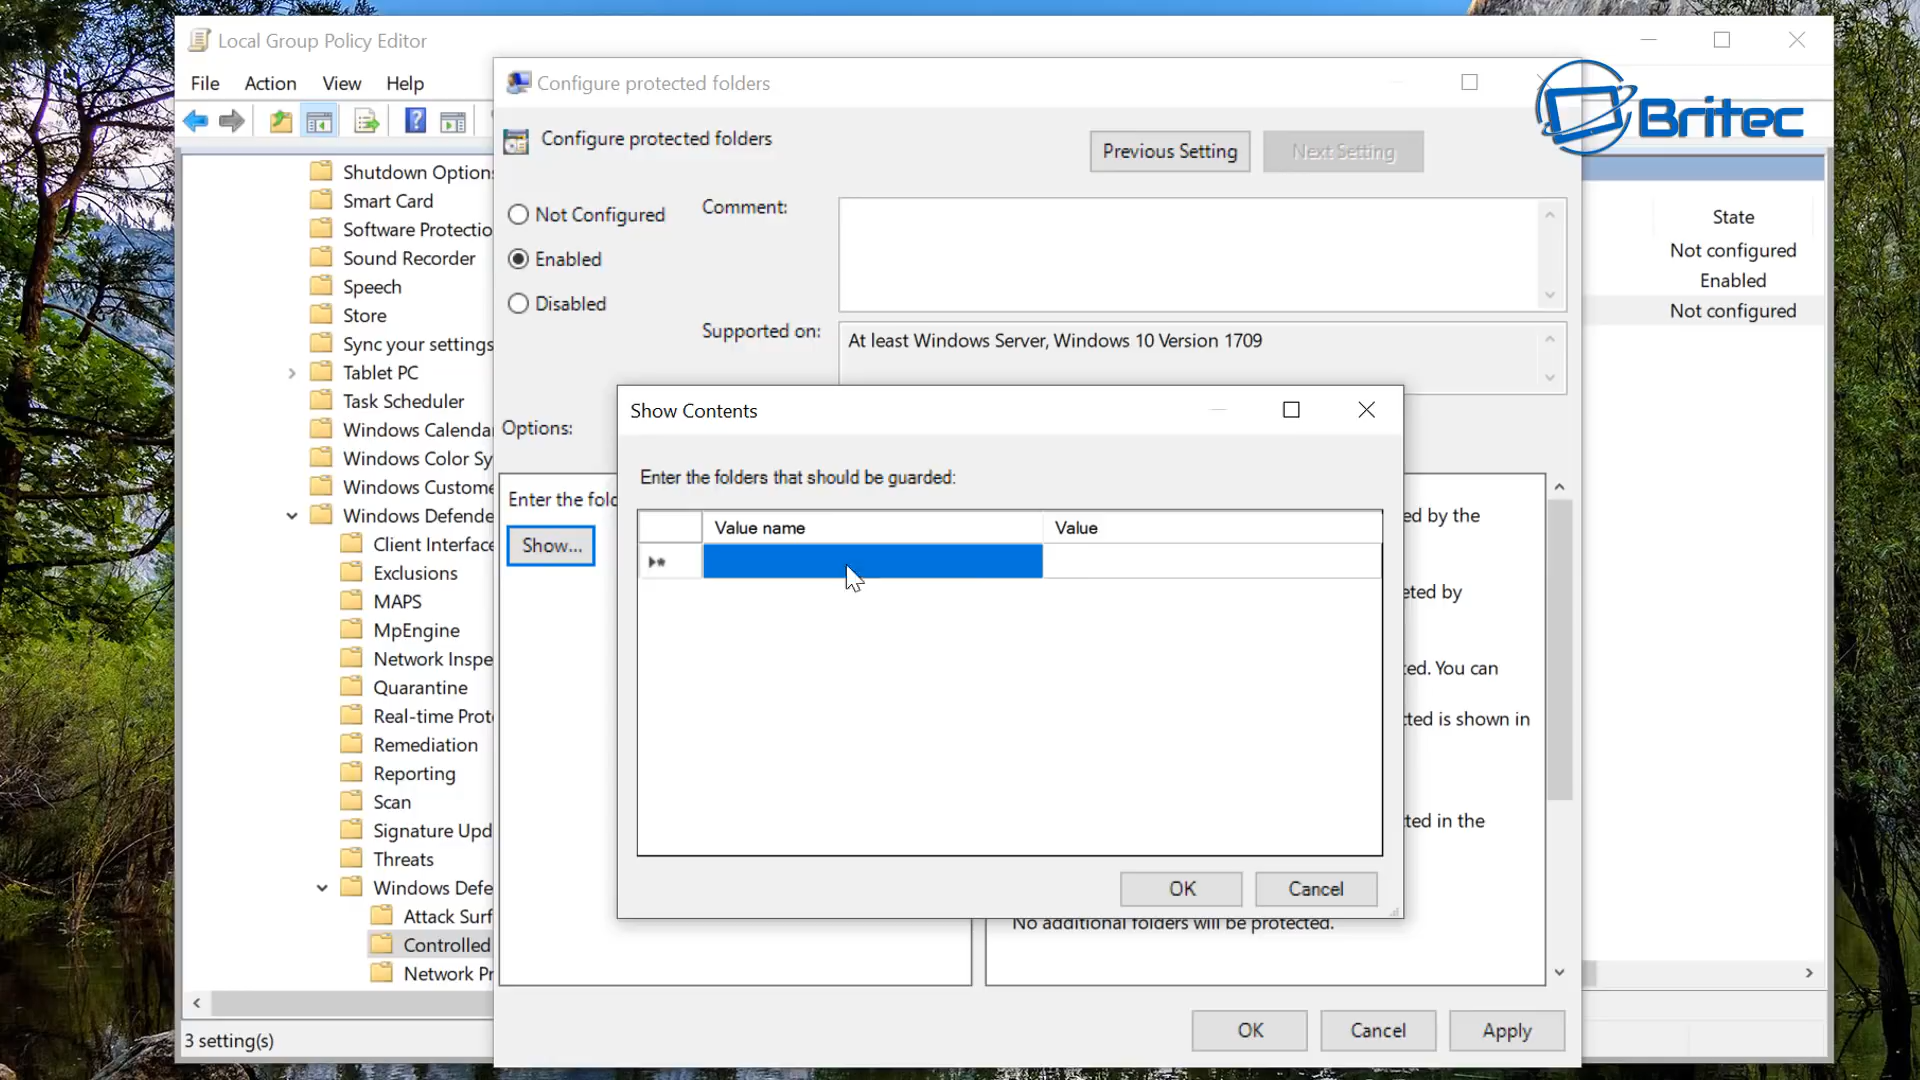 Local Group Policy Editor
File Action View Help
Shutdown Options
Smart Card
Software Protectio
Sound Recorder
Speech
Store
Sync your settings
Tablet PC
Task Scheduler
Windows Calendar
Windows Color Sy
Windows Custome
Windows Defende
Client Interface
Exclusions
MAPS
MpEngine
Network Inspe
Quarantine
Real-time Prote
Remediation
Reporting
Scan
Signature Upd
Threats
Windows Defe
Attack Surf
Controlled
Network Pr
3 setting(s)
Configure protected folders
Configure protected folders
Previous Setting
Next Setting
Not Configured
Enabled
Disabled
Comment:
Supported on:
At least Windows Server, Windows 10 Version 1709
Options:
Enter the fold
Show...
Show Contents
Enter the folders that should be guarded:
Value name Value
OK Cancel
ed by the
eted by
ted. You can
cted is shown in
cted in the
No additional folders will be protected.
OK Cancel Apply
State
Not configured
Enabled
Not configured
Britec